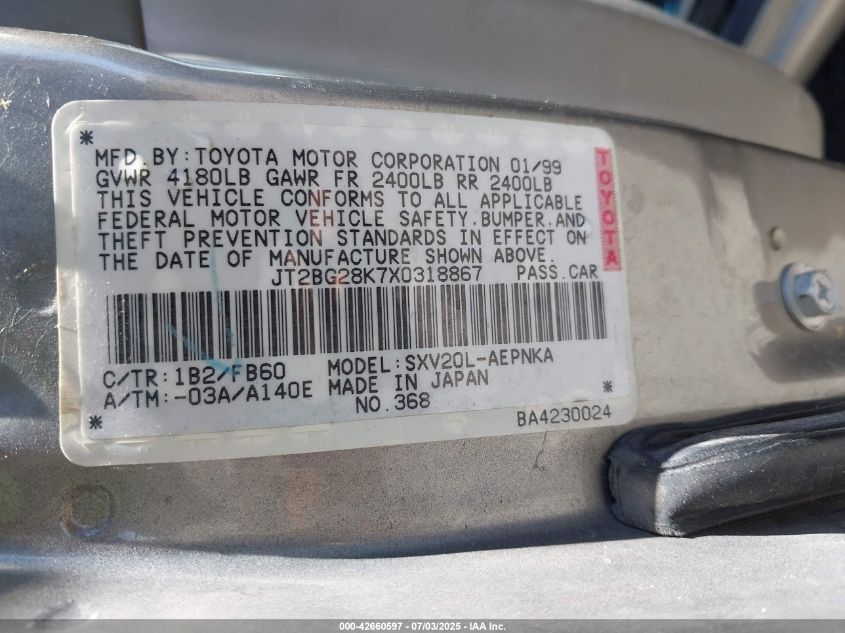 *
MFD.BY:TOYOTA MOTOR CORPORATION 01/99
GVWR 4180LB GAWR FR 2400LB RR 2400LB
THIS VEHICLE CONFORMS TO ALL APPLICABLE
FEDERAL MOTOR VEHICLE SAFETY.BUMPER.AND
THEFT PREVENTION STANDARDS IN EFFECT ON
THE DATE OF MANUFACTURE SHOWN ABOVE.
JT2BG28K7X0318867 PASS.CAR
TOYOTA
C/TR:1B2/FB60 MODEL:SXV20L-AEPNKA
A/TM:-03A/A140E MADE IN JAPAN *
* NO.368 BA4230024
000-42660597 - 07/03/2025 - IAA Inc.